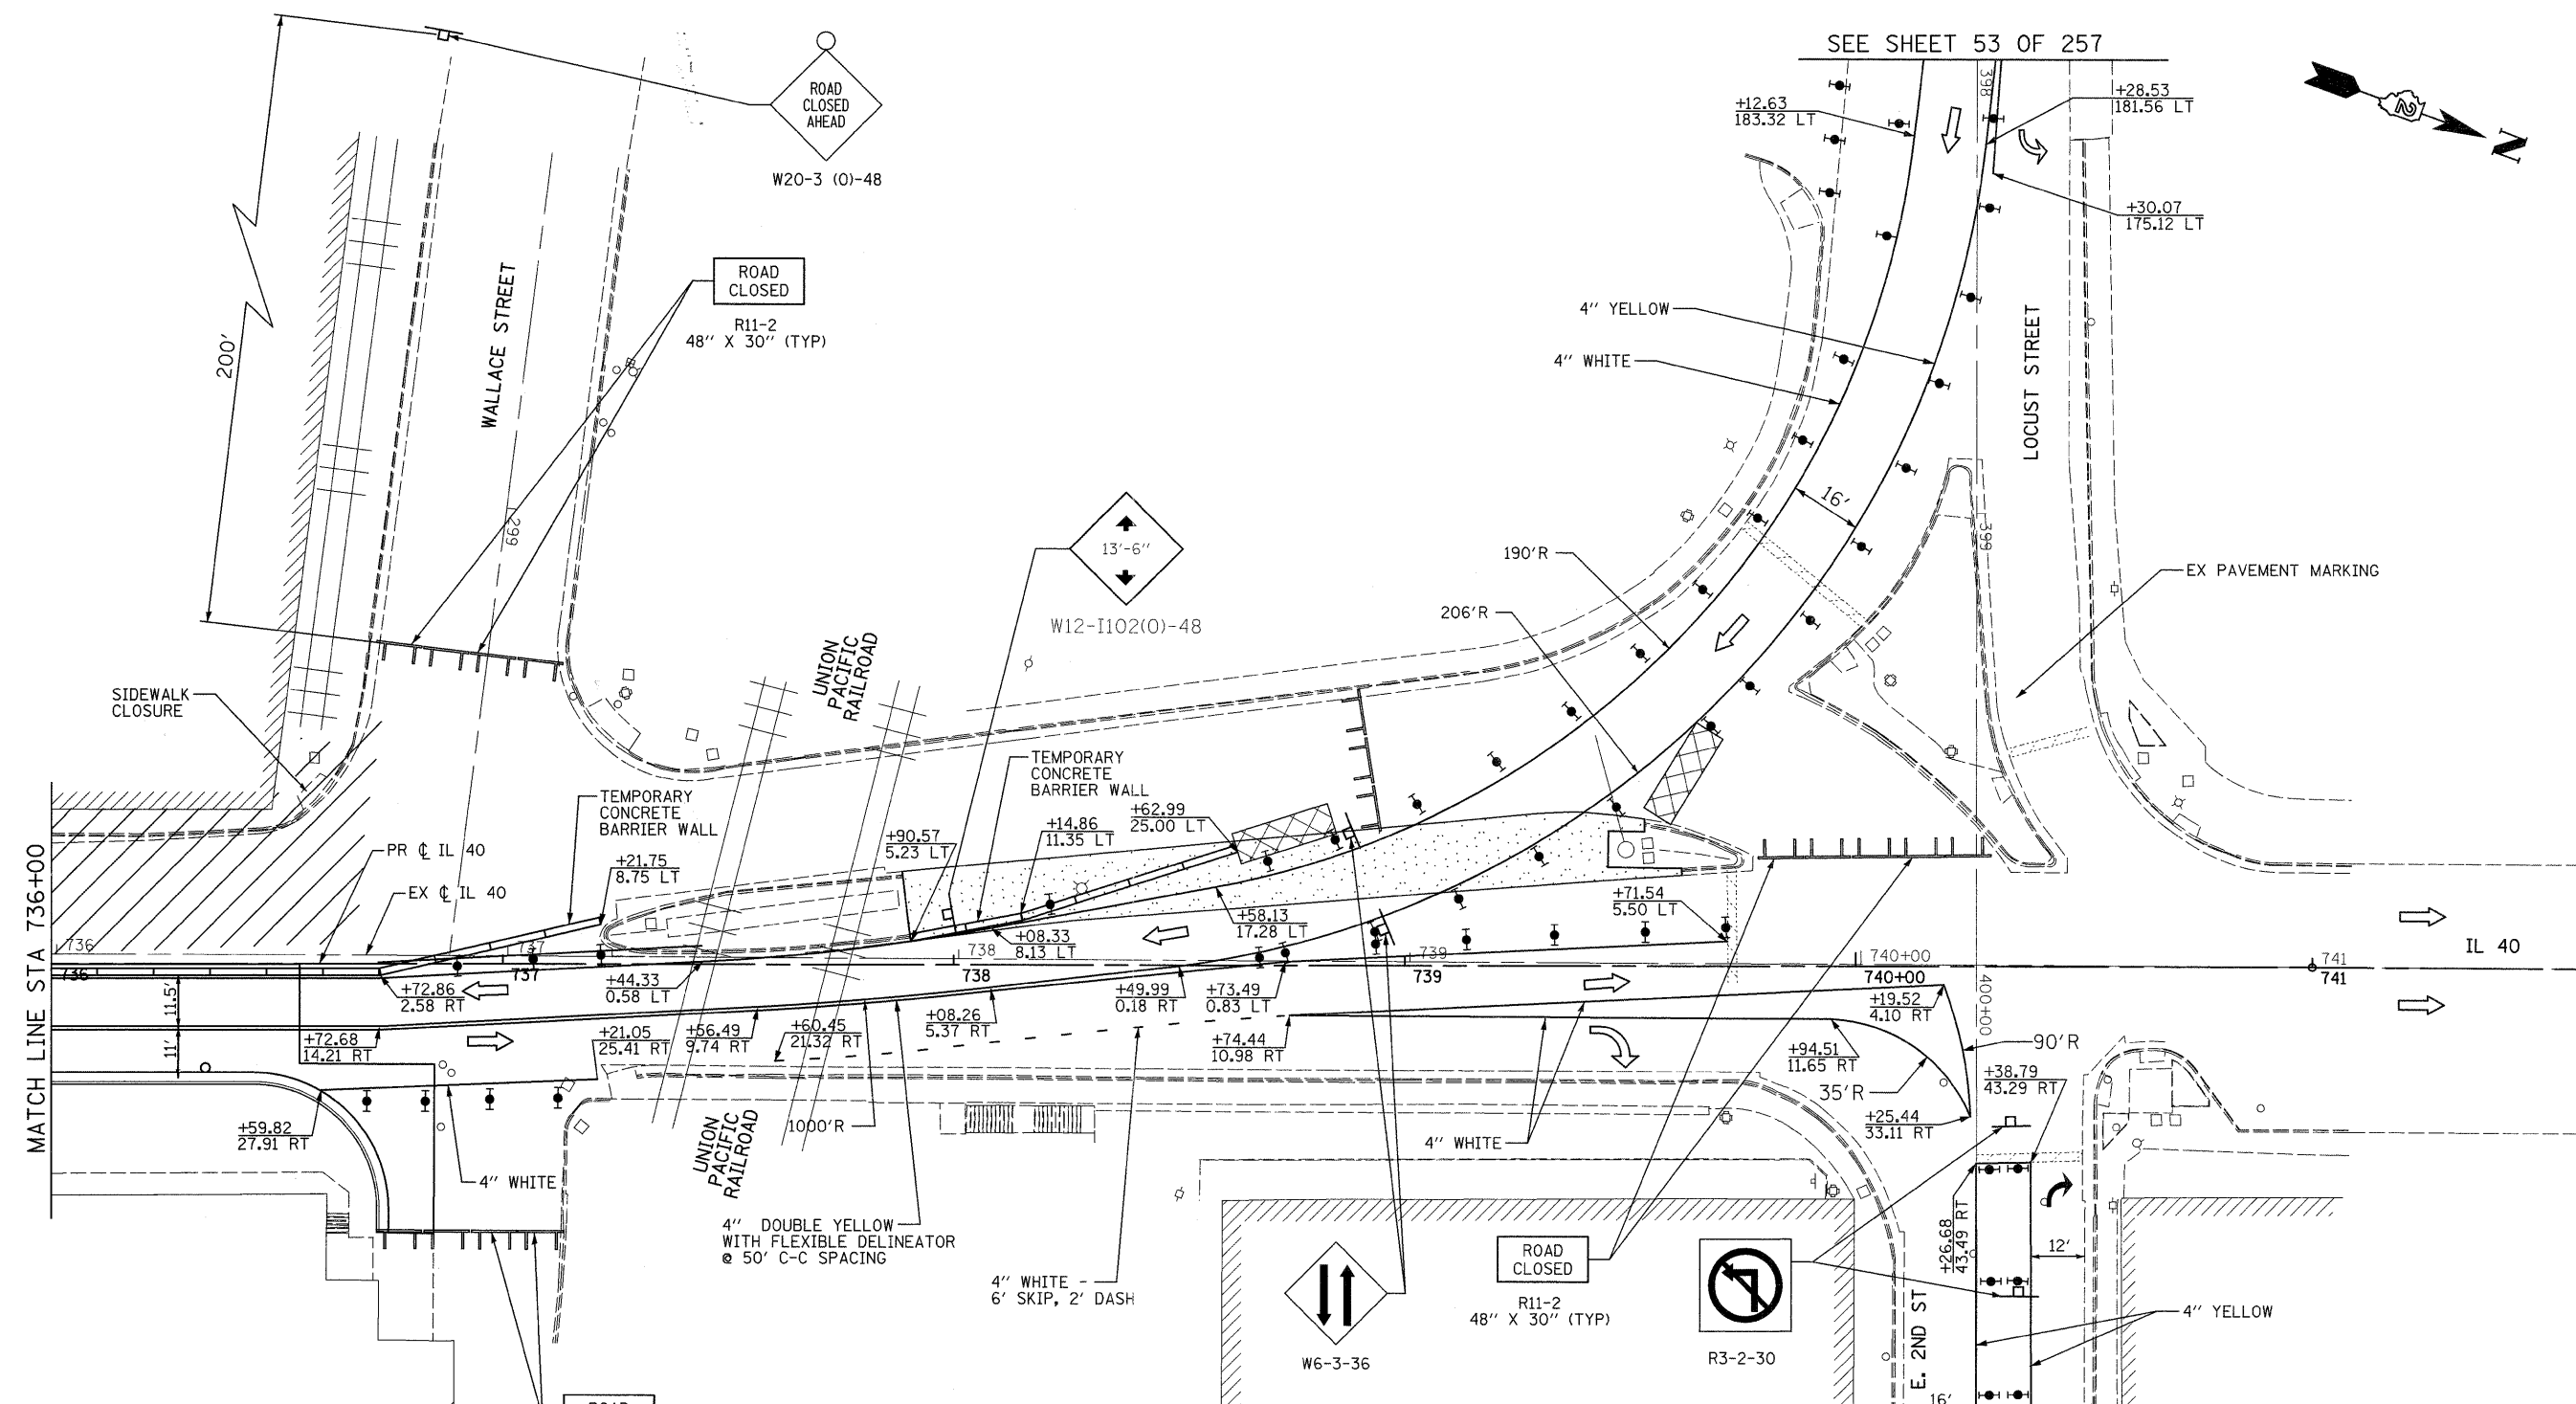 SEE SHEET 53 OF 257
ROAD
CLOSED
AHEAD
W20-3 (O)-48
+12.63
183.32 LT
398
+28.53
181.56 LT
2
N
+30.07
175.12 LT
200'
WALLACE STREET
ROAD
CLOSED
R11-2
48" X 30" (TYP)
4" YELLOW
4" WHITE
LOCUST STREET
299
16'
399
13'-6"
W12-I102(O)-48
190'R
206'R
EX PAVEMENT MARKING
UNION
PACIFIC
RAILROAD
SIDEWALK
CLOSURE
TEMPORARY
CONCRETE
BARRIER WALL
TEMPORARY
CONCRETE
BARRIER WALL
+62.99
25.00 LT
+14.86
11.35 LT
+90.57
5.23 LT
PR ℄ IL 40
EX ℄ IL 40
+21.75
8.75 LT
+71.54
5.50 LT
+58.13
17.28 LT
+08.33
8.13 LT
MATCH LINE STA 736+00
736
737
738
739
740+00
741
IL 40
736
737
738
739
740+00
741
11.5'
11'
+72.86
2.58 RT
+44.33
0.58 LT
+49.99
0.18 RT
+73.49
0.83 LT
+19.52
4.10 RT
400+00
+72.68
14.21 RT
+21.05
25.41 RT
+56.49
9.74 RT
+60.45
21.32 RT
+08.26
5.37 RT
+74.44
10.98 RT
+94.51
11.65 RT
90'R
35'R
+38.79
43.29 RT
+59.82
27.91 RT
1000'R
4" WHITE
+25.44
33.11 RT
UNION
PACIFIC
RAILROAD
4" WHITE
4" DOUBLE YELLOW
WITH FLEXIBLE DELINEATOR
@ 50' C-C SPACING
4" WHITE -
6' SKIP, 2' DASH
W6-3-36
ROAD
CLOSED
R11-2
48" X 30" (TYP)
R3-2-30
+26.68
43.49 RT
12'
4" YELLOW
E. 2ND ST
16'